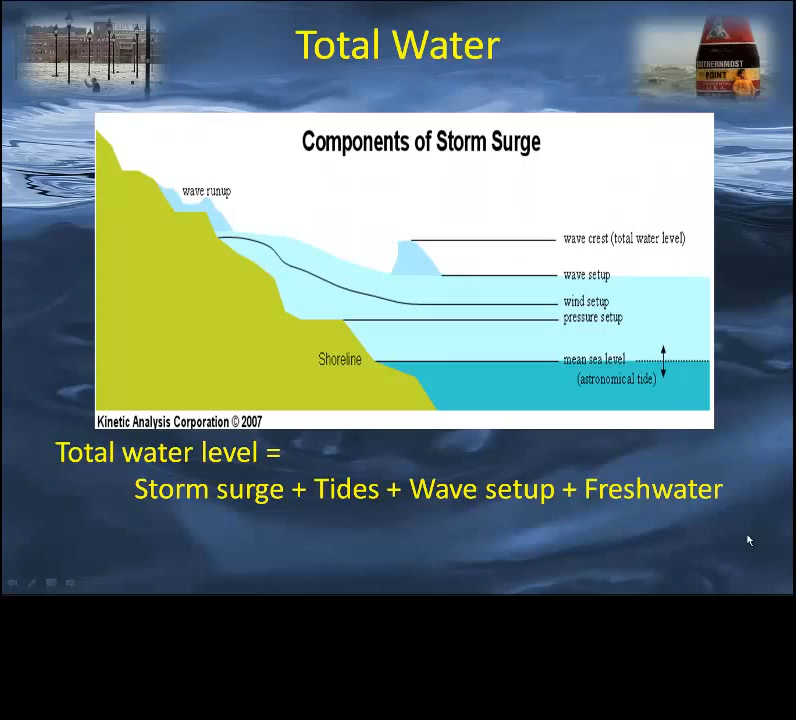 Total Water
SOUTHERNMOST
POINT
Components of Storm Surge
wave runup
wave crest (total water level)
wave setup
wind setup
pressure setup
Shoreline
mean sea level
(astronomical tide)
Kinetic Analysis Corporation © 2007
Total water level =
Storm surge + Tides + Wave setup + Freshwater